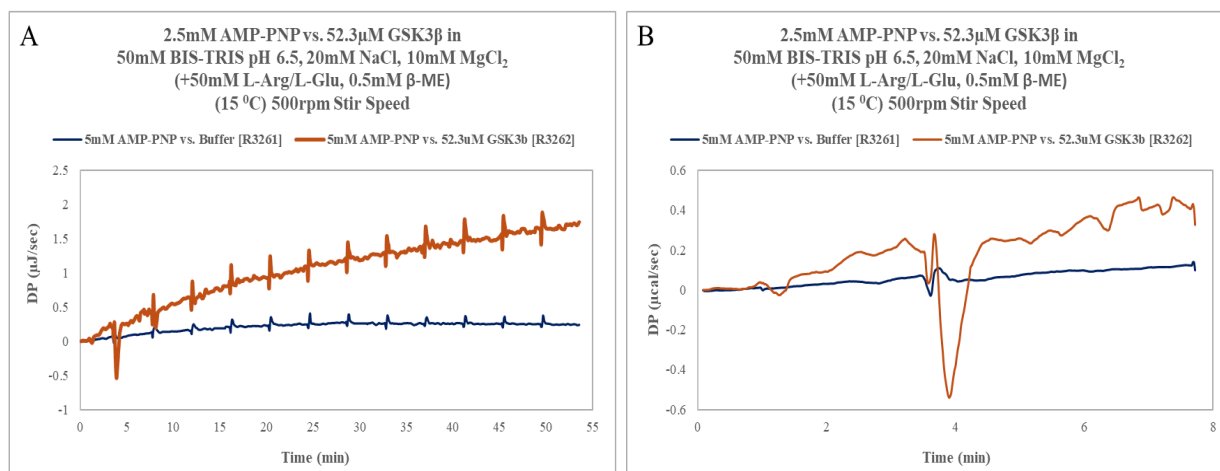 A
2.5mM AMP-PNP vs. 52.3µM GSK3β in
50mM BIS-TRIS pH 6.5, 20mM NaCl, 10mM MgCl₂
(+50mM L-Arg/L-Glu, 0.5mM β-ME)
(15 ⁰C) 500rpm Stir Speed
5mM AMP-PNP vs. Buffer [R3261]
5mM AMP-PNP vs. 52.3uM GSK3b [R3262]
DP (µJ/sec)
2.5
2
1.5
1
0.5
0
-0.5
-1
0 5 10 15 20 25 30 35 40 45 50 55
Time (min)
B
2.5mM AMP-PNP vs. 52.3µM GSK3β in
50mM BIS-TRIS pH 6.5, 20mM NaCl, 10mM MgCl₂
(+50mM L-Arg/L-Glu, 0.5mM β-ME)
(15 ⁰C) 500rpm Stir Speed
5mM AMP-PNP vs. Buffer [R3261]
5mM AMP-PNP vs. 52.3uM GSK3b [R3262]
DP (µcal/sec)
0.6
0.4
0.2
0
-0.2
-0.4
-0.6
0 2 4 6 8
Time (min)